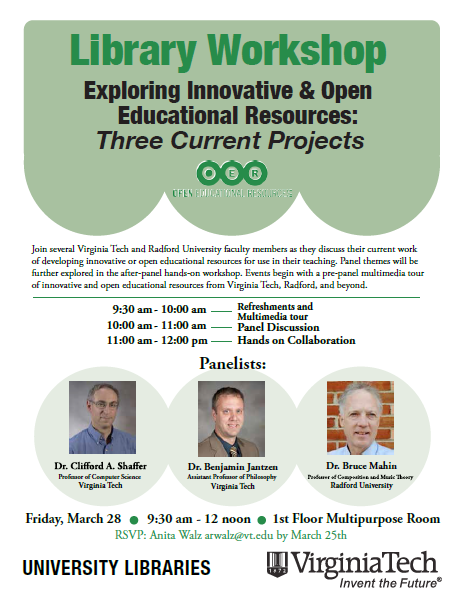 Library Workshop
Exploring Innovative & Open
Educational Resources:
Three Current Projects
O E R
OPEN EDUCATIONAL RESOURCES
Join several Virginia Tech and Radford University faculty members as they discuss their current work
of developing innovative or open educational resources for use in their teaching. Panel themes will be
further explored in the after-panel hands-on workshop. Events begin with a pre-panel multimedia tour
of innovative and open educational resources from Virginia Tech, Radford, and beyond.
9:30 am - 10:00 am Refreshments and
Multimedia tour
10:00 am - 11:00 am Panel Discussion
11:00 am - 12:00 pm Hands on Collaboration
Panelists:
Dr. Clifford A. Shaffer
Professor of Computer Science
Virginia Tech
Dr. Benjamin Jantzen
Assistant Professor of Philosophy
Virginia Tech
Dr. Bruce Mahin
Professor of Composition and Music Theory
Radford University
Friday, March 28 ● 9:30 am - 12 noon ● 1st Floor Multipurpose Room
RSVP: Anita Walz arwalz@vt.edu by March 25th
UNIVERSITY LIBRARIES
1872 VirginiaTech
Invent the Future®